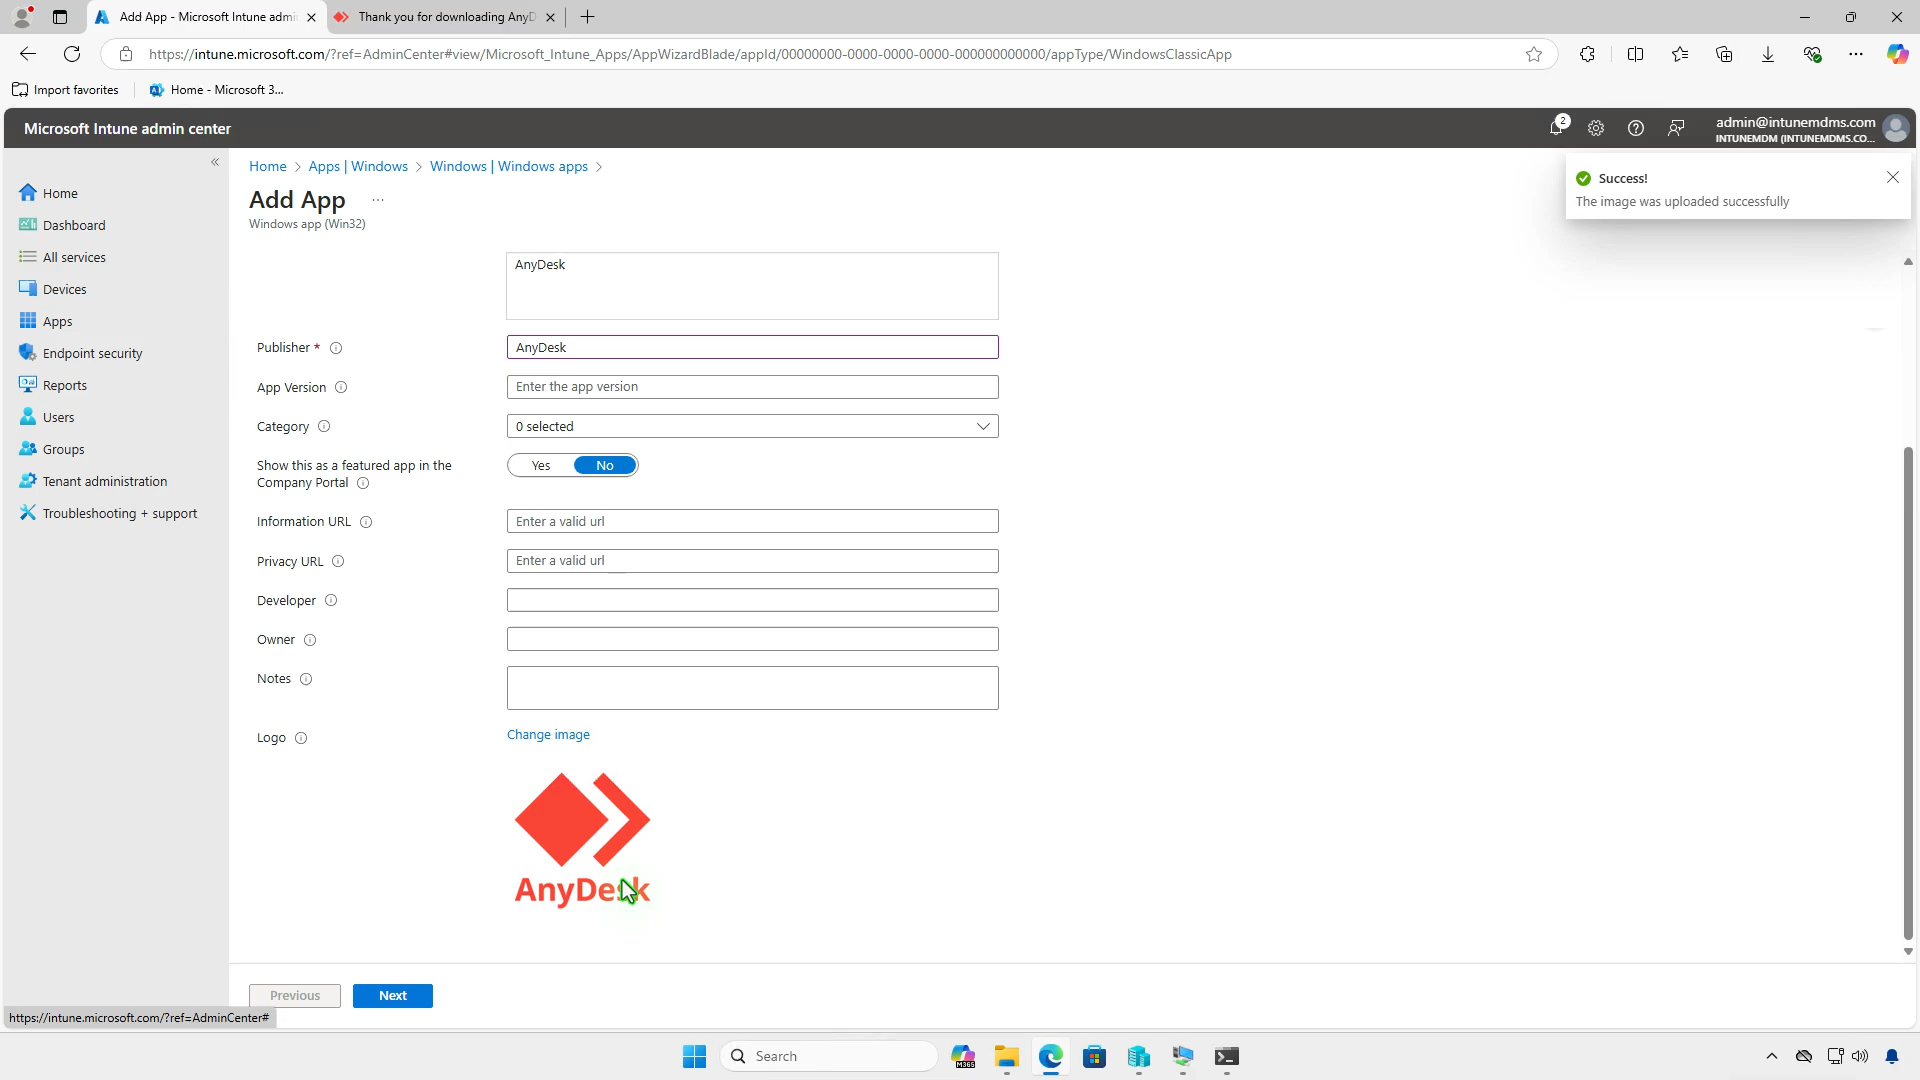 Add App - Microsoft Intune admi
Thank you for downloading AnyD
https://intune.microsoft.com/?ref=AdminCenter#view/Microsoft_Intune_Apps/AppWizardBlade/appId/00000000-0000-0000-0000-000000000000/appType/WindowsClassicApp
Import favorites
Home - Microsoft 3...
Microsoft Intune admin center
2
admin@intunemdms.com
INTUNEMDM (INTUNEMDMS.CO...
Home
Dashboard
All services
Devices
Apps
Endpoint security
Reports
Users
Groups
Tenant administration
Troubleshooting + support
Home > Apps | Windows > Windows | Windows apps >
Add App ...
Windows app (Win32)
Success!
The image was uploaded successfully
AnyDesk
Publisher * AnyDesk
App Version Enter the app version
Category 0 selected
Show this as a featured app in the Yes No
Company Portal
Information URL Enter a valid url
Privacy URL Enter a valid url
Developer
Owner
Notes
Logo Change image
AnyDesk
Previous Next
https://intune.microsoft.com/?ref=AdminCenter#
Search
M365